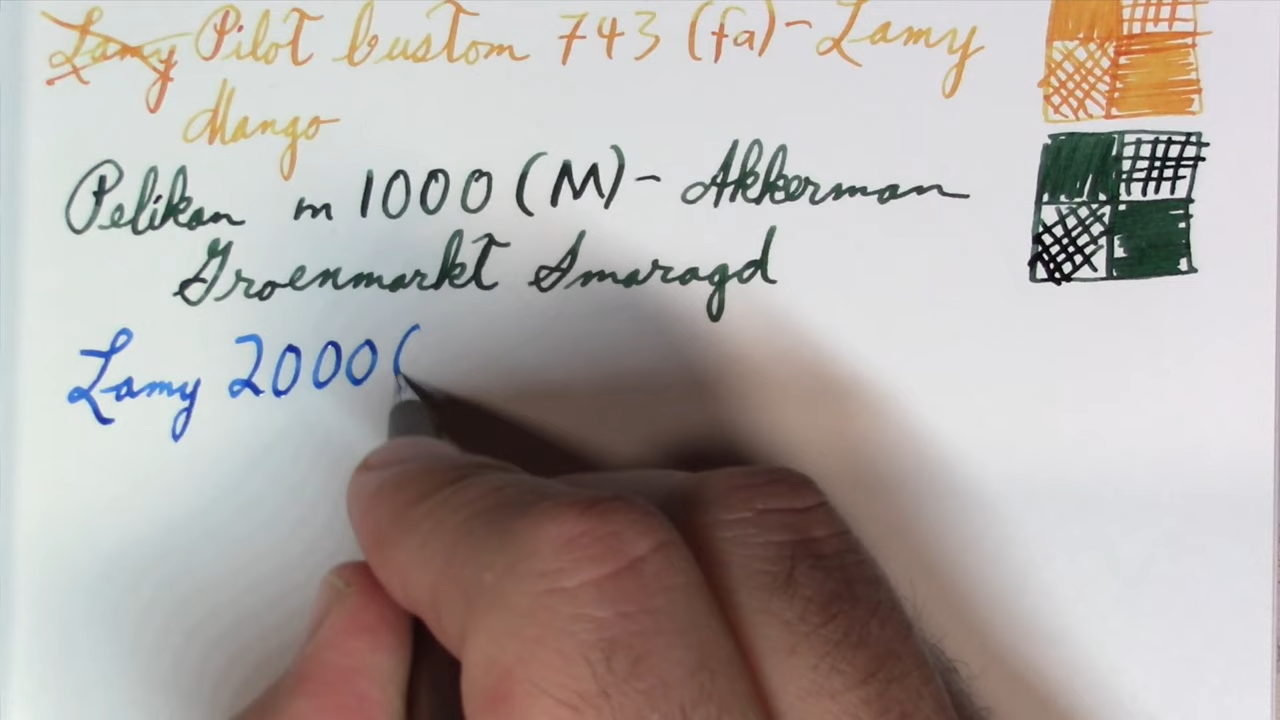 Lamy Pilot Custom 743 (fa) - Lamy
Mango
Pelikan m1000 (M) - Akkerman
Groenmarkt Smaragd
Lamy 2000 (